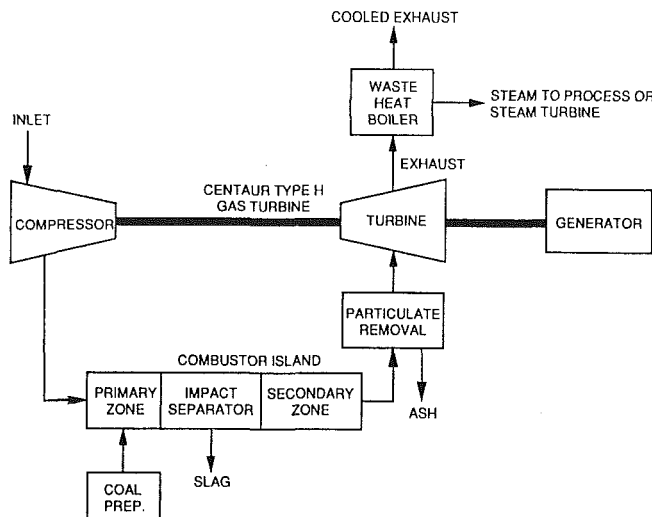 COOLED EXHAUST
WASTE
HEAT
BOILER
STEAM TO PROCESS OR
STEAM TURBINE
INLET
EXHAUST
CENTAUR TYPE H
GAS TURBINE
COMPRESSOR
TURBINE
GENERATOR
PARTICULATE
REMOVAL
COMBUSTOR ISLAND
PRIMARY
ZONE
IMPACT
SEPARATOR
SECONDARY
ZONE
ASH
SLAG
COAL
PREP.